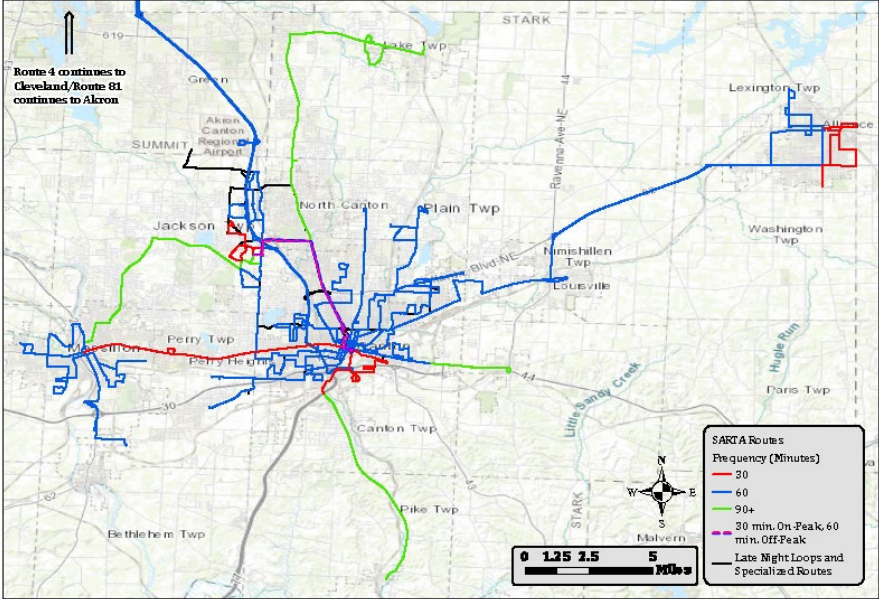 STARK
619
Lake Twp
Route 4 continues to
Cleveland/Route 81
continues to Akron
Green
44
Lexington Twp
Alliance
Akron
Canton
Regional
Airport
SUMMIT
Ravenna-Ave-NE
North Canton
Plain Twp
Jackson
Washington
Twp
Nimishillen
Twp
Blvd-NE
Louisville
Perry Twp
Massillon
Canton
Perry Heights
44
Hugle Run
Paris Twp
30
Little Sandy Creek
Canton Twp
43
62
Pike Twp
STARK
Bethlehem Twp
Malvern
N
W
E
S
0 1.25 2.5 5
Miles
SARTA Routes
Frequency (Minutes)
30
60
90+
30 min. On-Peak, 60
min. Off-Peak
Late Night Loops and
Specialized Routes